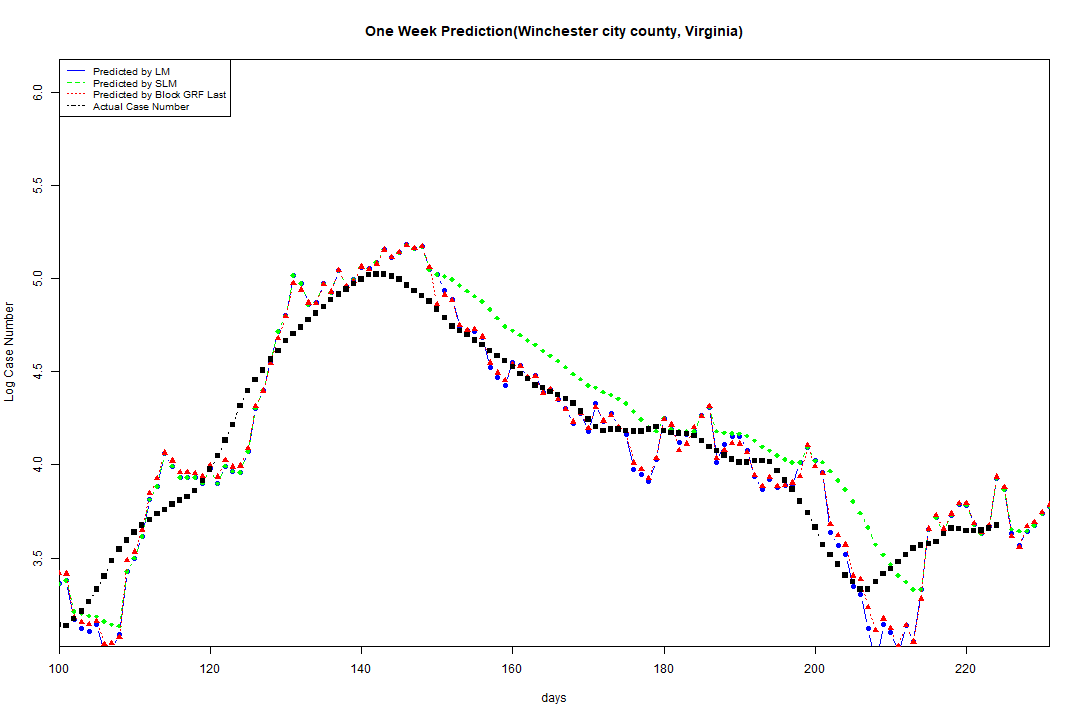 One Week Prediction(Winchester city county, Virginia)
Predicted by LM
Predicted by SLM
Predicted by Block GRF Last
Actual Case Number
6.0
5.5
5.0
4.5
4.0
3.5
Log Case Number
100 120 140 160 180 200 220
days